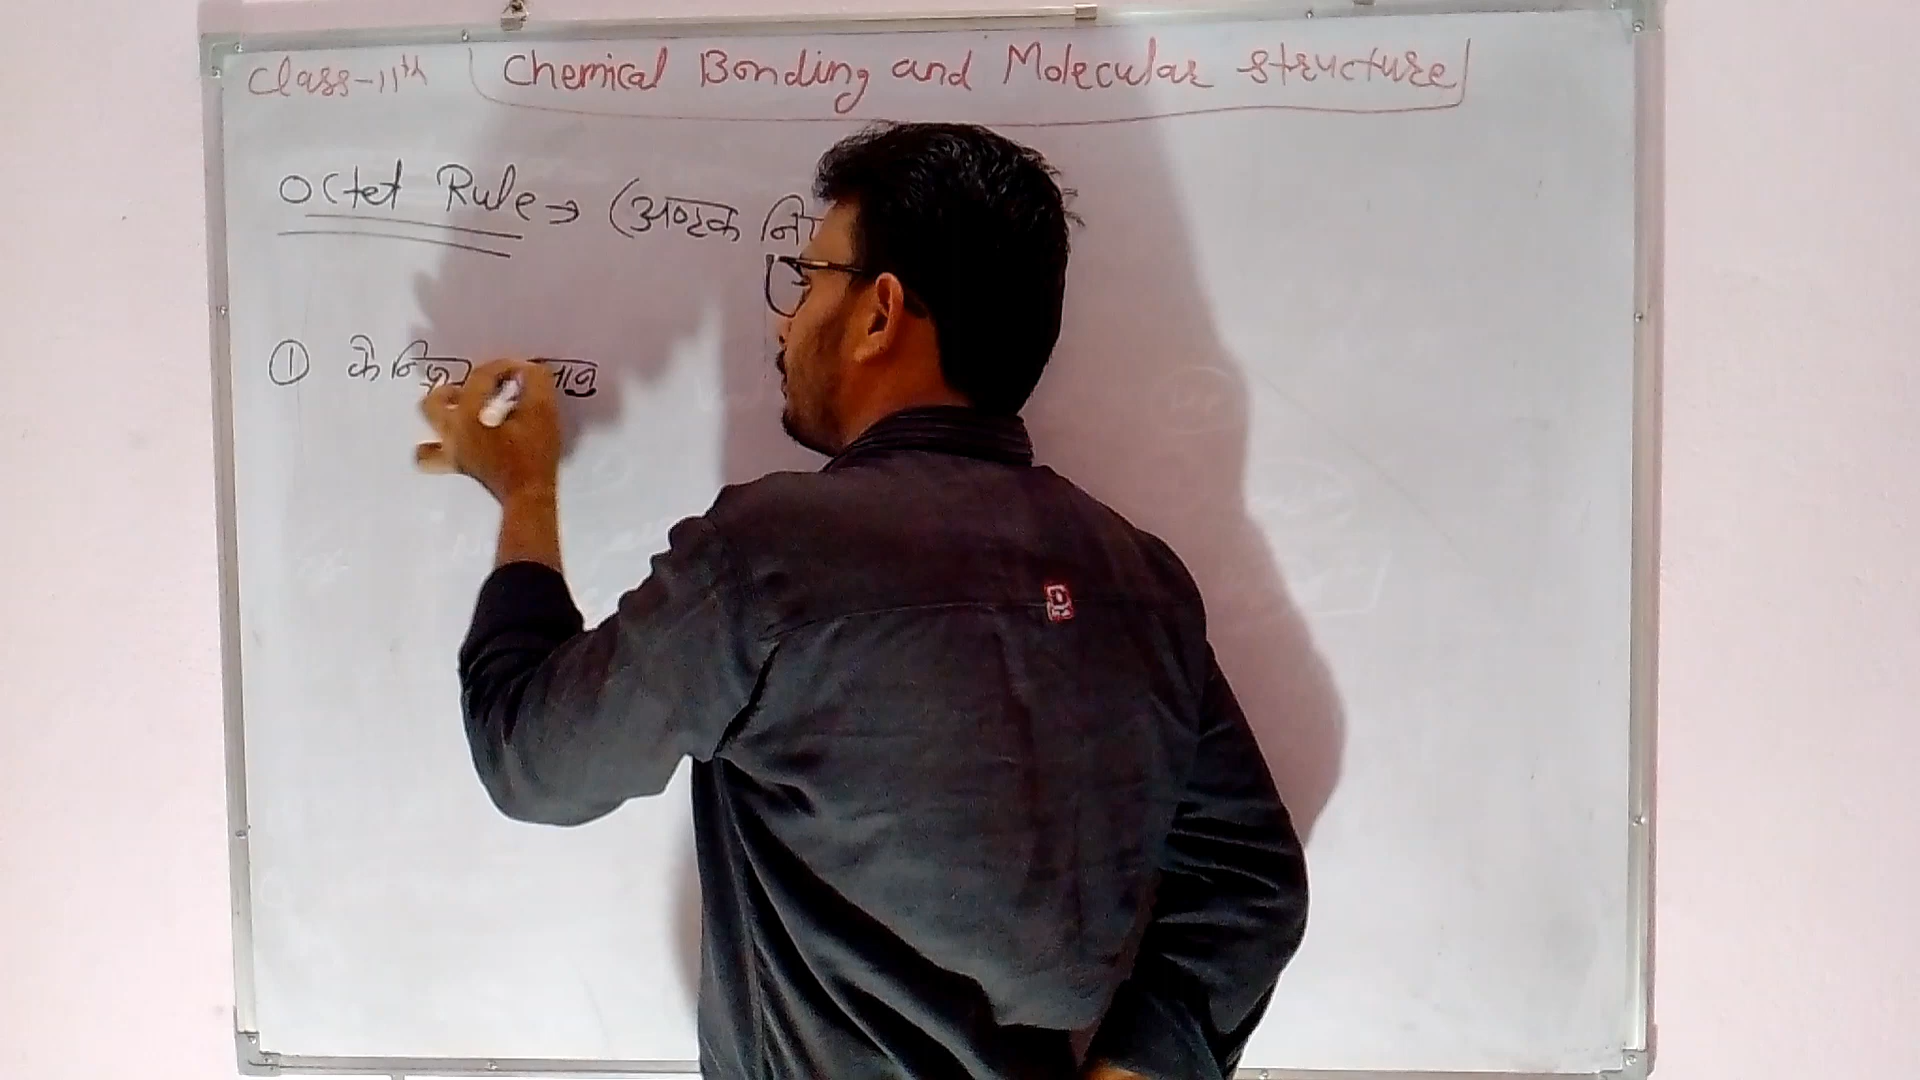 Class-11th Chemical Bonding and Molecular structure
Octet Rule → (अष्टक
①
D